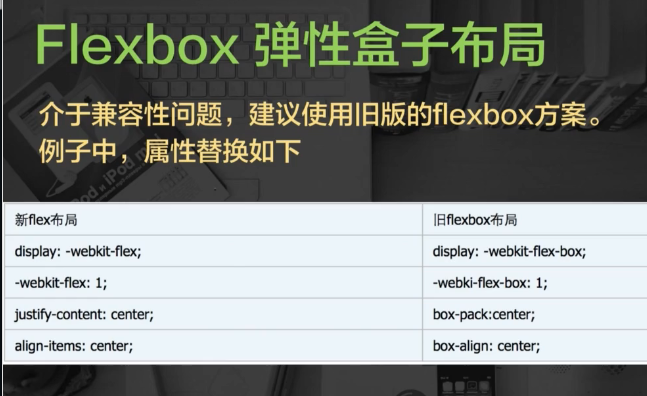 Flexbox 弹性盒子布局
介于兼容性问题，建议使用旧版的flexbox方案。
例子中，属性替换如下
新flex布局 旧flexbox布局
display: -webkit-flex; display: -webkit-flex-box;
-webkit-flex: 1; -webki-flex-box: 1;
justify-content: center; box-pack:center;
align-items: center; box-align: center;